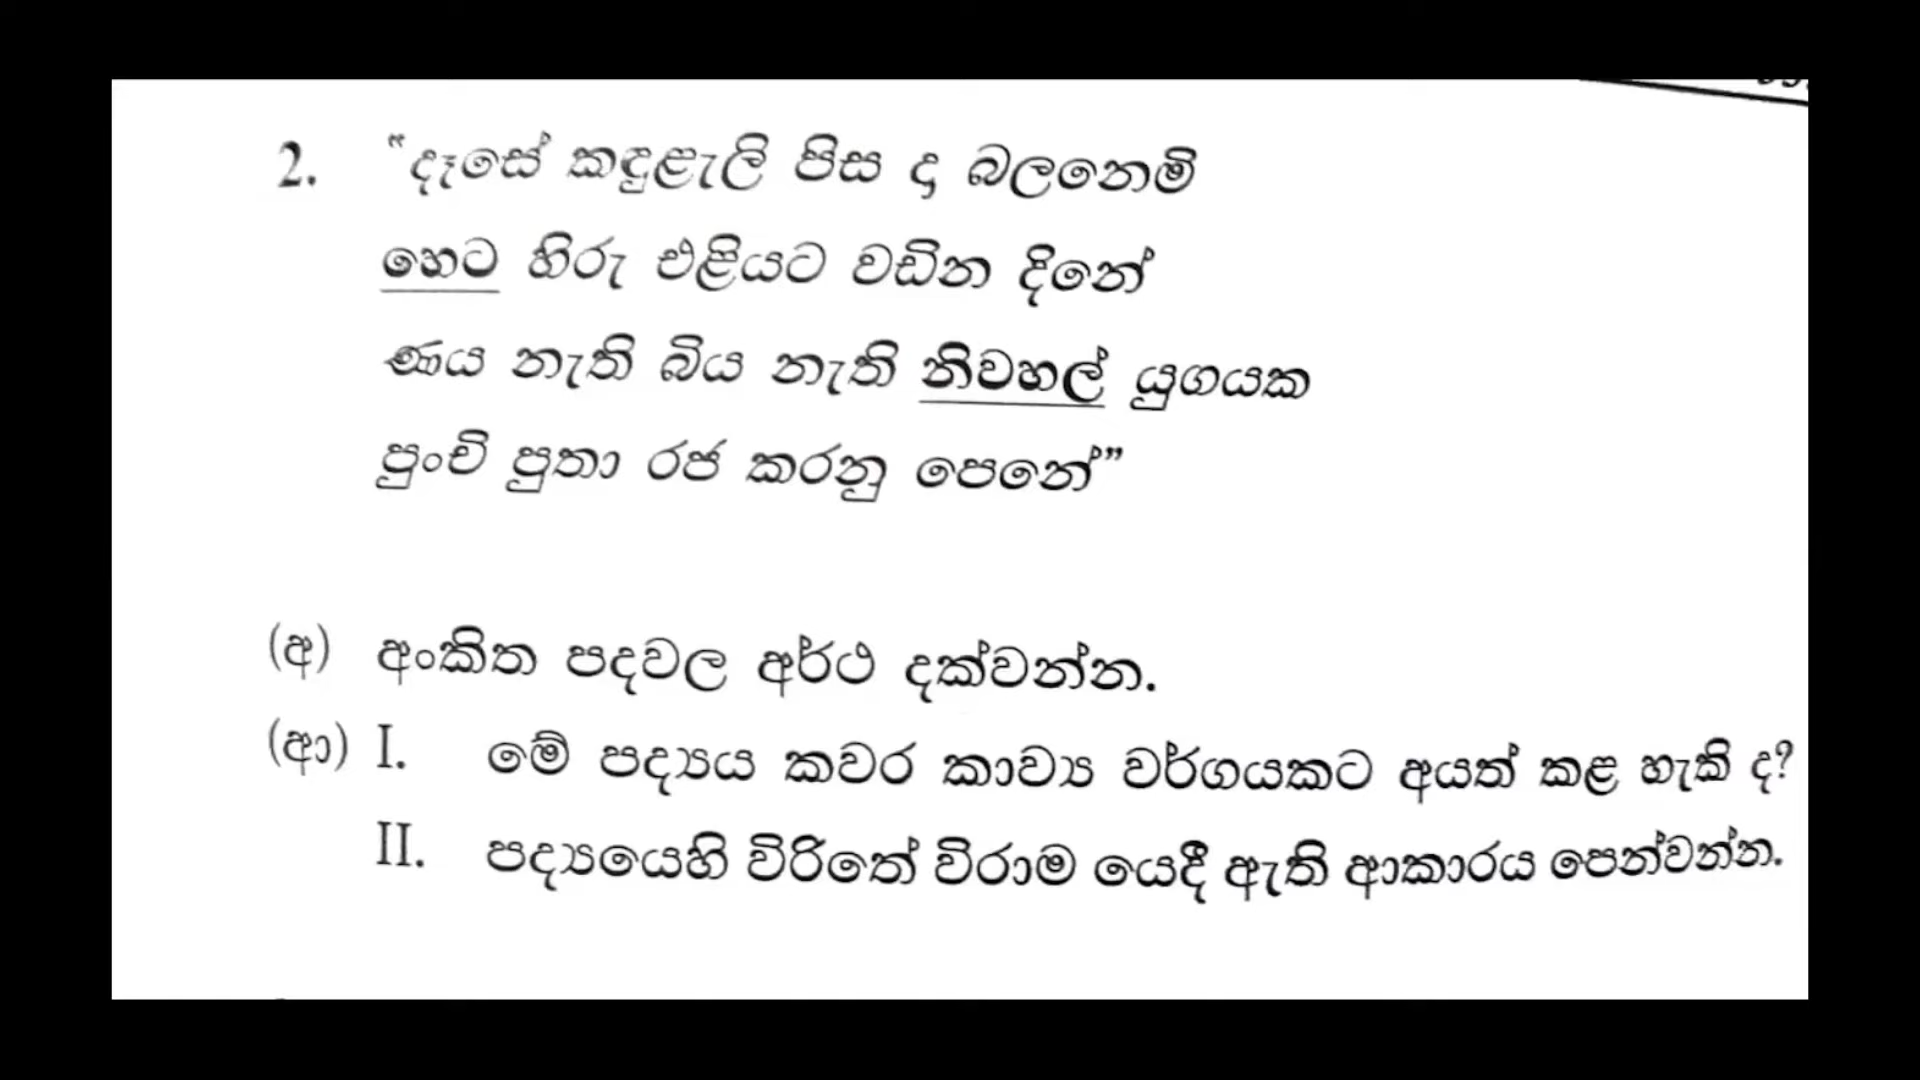 2. “දෑසේ කඳුළැලි පිස දා බලනෙමි
හෙට හිරු එළියට වඩින දිනේ
ණය නැති බිය නැති නිවහල් යුගයක
පුංචි පුතා රජ කරනු පෙනේ”
(අ) අංකිත පදවල අර්ථ දක්වන්න.
(ආ) I. මේ පද්‍යය කවර කාව්‍ය වර්ගයකට අයත් කළ හැකි ද?
II. පද්‍යයෙහි විරිතේ විරාම යෙදී ඇති ආකාරය පෙන්වන්න.